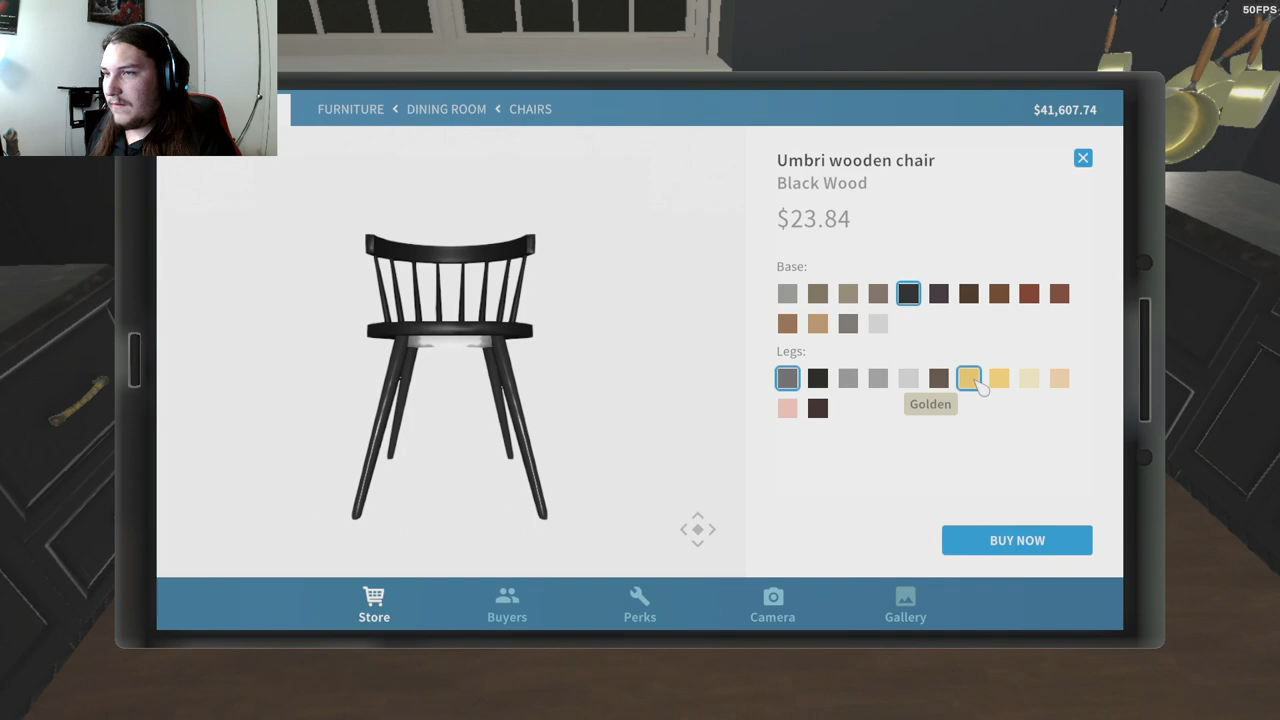 50FPS
FURNITURE < DINING ROOM < CHAIRS
$41,607.74
Umbri wooden chair
Black Wood
$23.84
Base:
Legs:
Golden
BUY NOW
Store
Buyers
Perks
Camera
Gallery